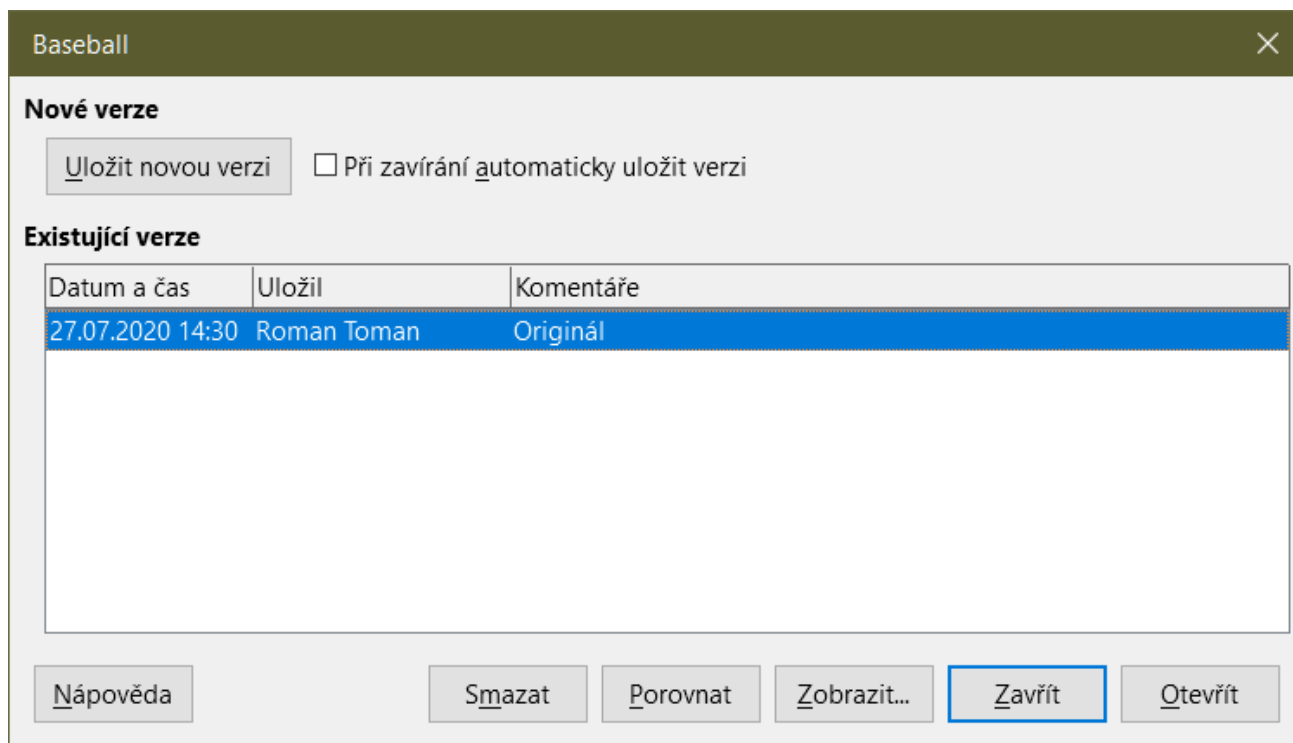 Baseball
Nové verze
Uložit novou verzi Při zavírání automaticky uložit verzi
Existující verze
Datum a čas Uložil Komentáře
27.07.2020 14:30 Roman Toman Originál
Nápověda Smazat Porovnat Zobrazit... Zavřít Otevřít